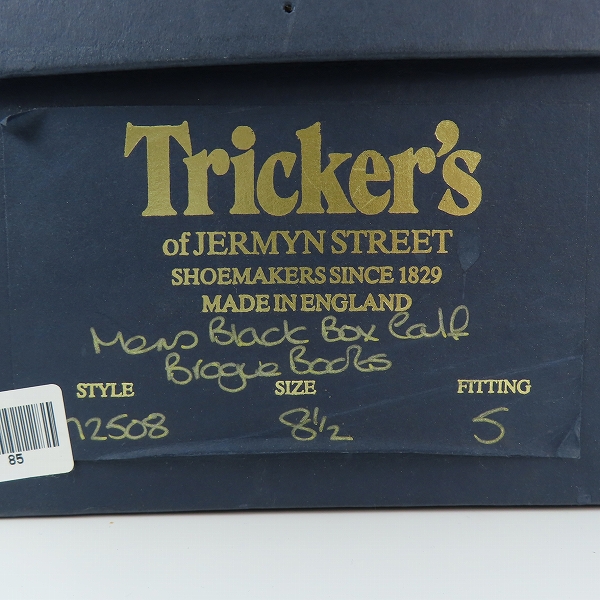 Tricker's
of JERMYN STREET
SHOEMAKERS SINCE 1829
MADE IN ENGLAND
Mens Black Box Calf
Brogue Boots
STYLE SIZE FITTING
2508 8½ 5
85